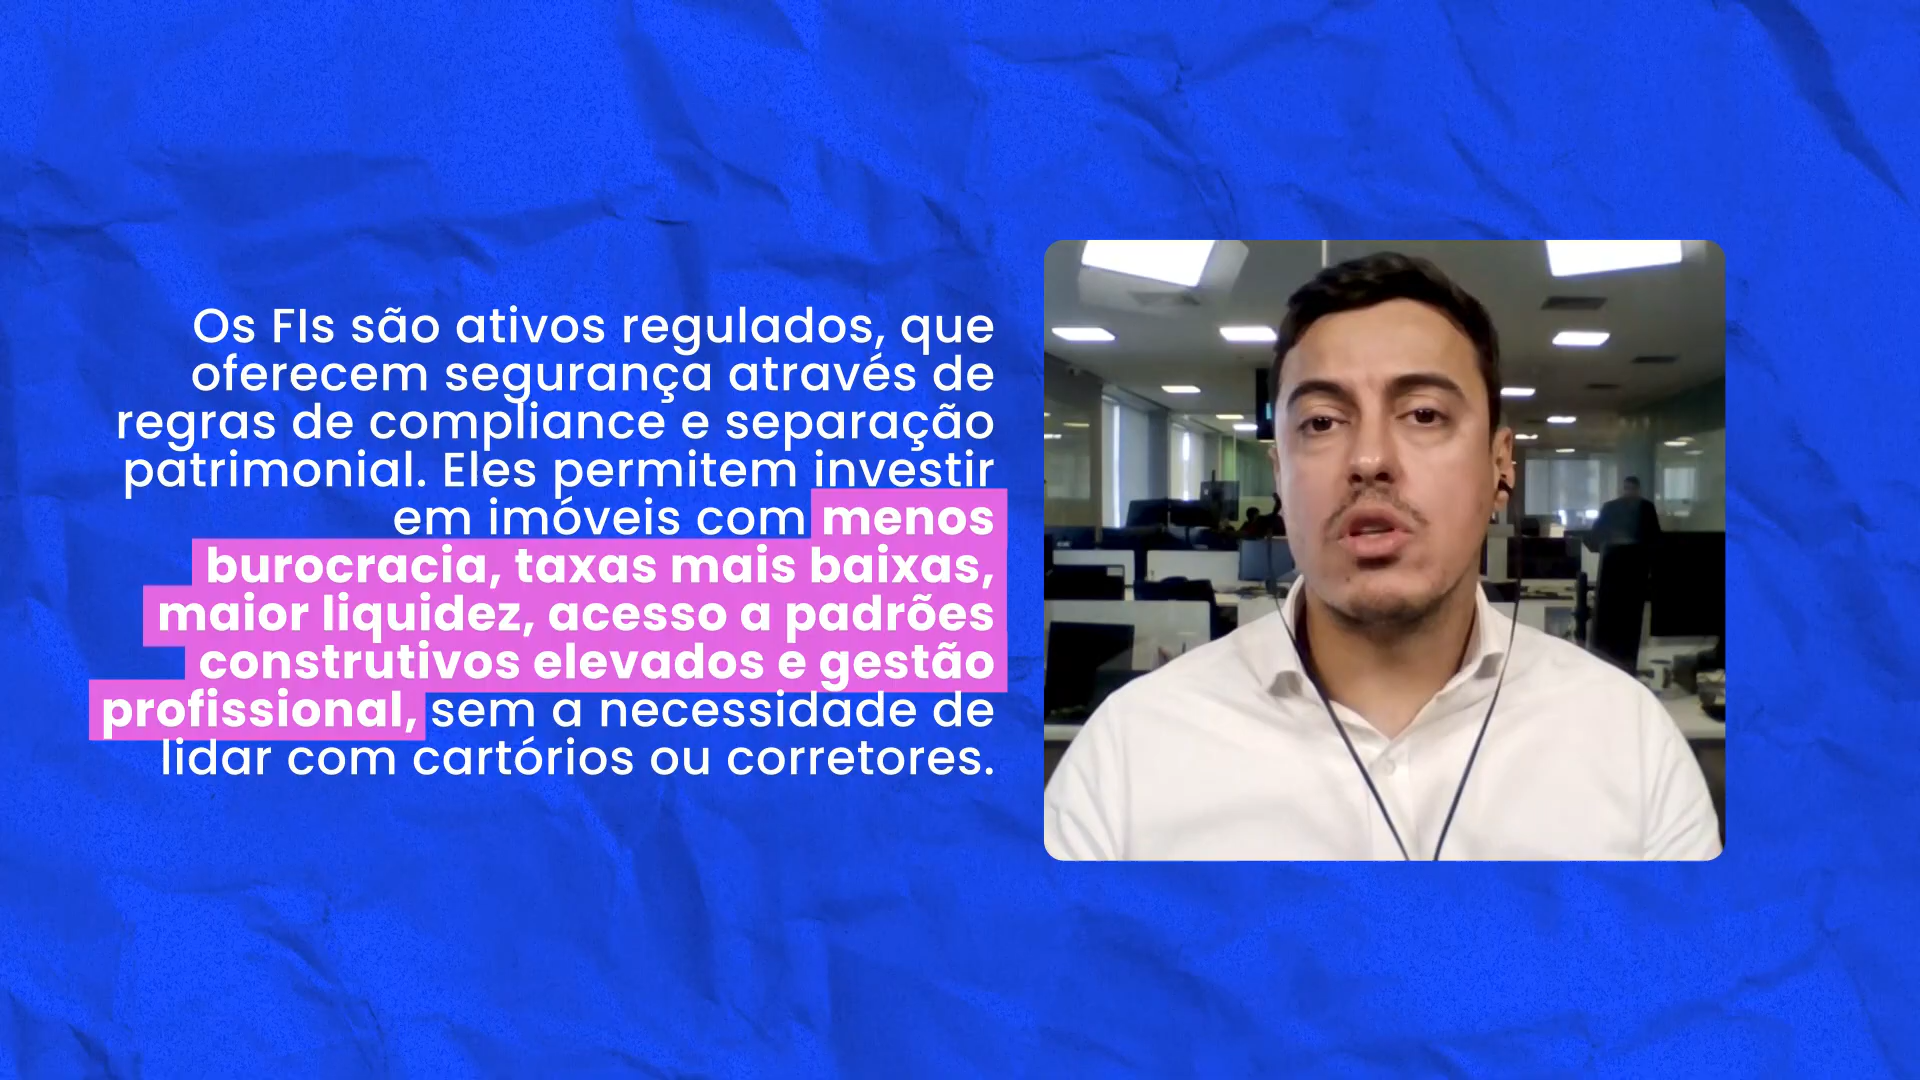 Os FIs são ativos regulados, que
oferecem segurança através de
regras de compliance e separação
patrimonial. Eles permitem investir
em imóveis com menos
burocracia, taxas mais baixas,
maior liquidez, acesso a padrões
construtivos elevados e gestão
profissional, sem a necessidade de
lidar com cartórios ou corretores.